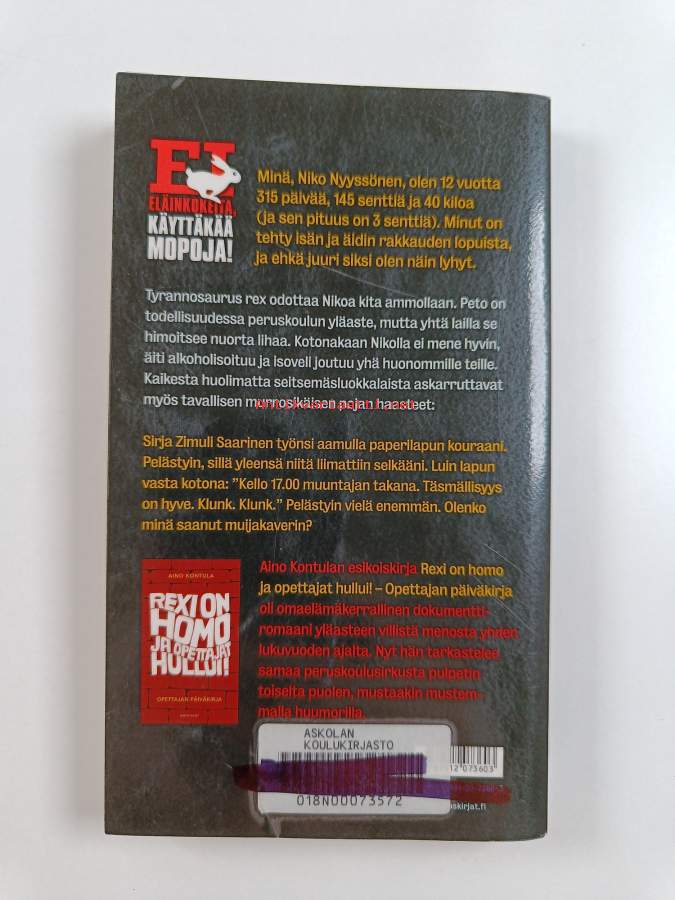 EI
ELÄINKOKEITA,
KÄYTTÄKÄÄ
MOPOJA!
Minä, Niko Nyyssönen, olen 12 vuotta
315 päivää, 145 senttiä ja 40 kiloa
(ja sen pituus on 3 senttiä). Minut on
tehty isän ja äidin rakkauden lopuista,
ja ehkä juuri siksi olen näin lyhyt.
Tyrannosaurus rex odottaa Nikoa kita ammollaan. Peto on
todellisuudessa peruskoulun yläaste, mutta yhtä lailla se
himoitsee nuorta lihaa. Kotonakaan Nikolla ei mene hyvin,
äiti alkoholisoituu ja isoveli joutuu yhä huonommille teille.
Kaikesta huolimatta seitsemäsluokkalaista askarruttavat
myös tavallisen murrosikäisen pojan haasteet:
Sirja Zimuli Saarinen työnsi aamulla paperilapun kouraani.
Pelästyin, sillä yleensä niitä liimattiin selkääni. Luin lapun
vasta kotona: ”Kello 17.00 muuntajan takana. Täsmällisyys
on hyve. Klunk. Klunk.” Pelästyin vielä enemmän. Olenko
minä saanut muijakaverin?
AINO KONTULA
REXI ON
HOMO
JA OPETTAJAT
HULLUI!
OPETTAJAN PÄIVÄKIRJA
Aino Kontulan esikoiskirja Rexi on homo
ja opettajat hullui! – Opettajan päiväkirja
oli omaelämäkerrallinen dokumentti-
romaani yläasteen villistä menosta yhden
lukuvuoden ajalta. Nyt hän tarkastelee
samaa peruskoulusirkusta pulpetin
toiselta puolen, mustaakin mustem-
malla huumorilla.
ASKOLAN
KOULUKIRJASTO
018N00073572
12073603
skirjat.fi